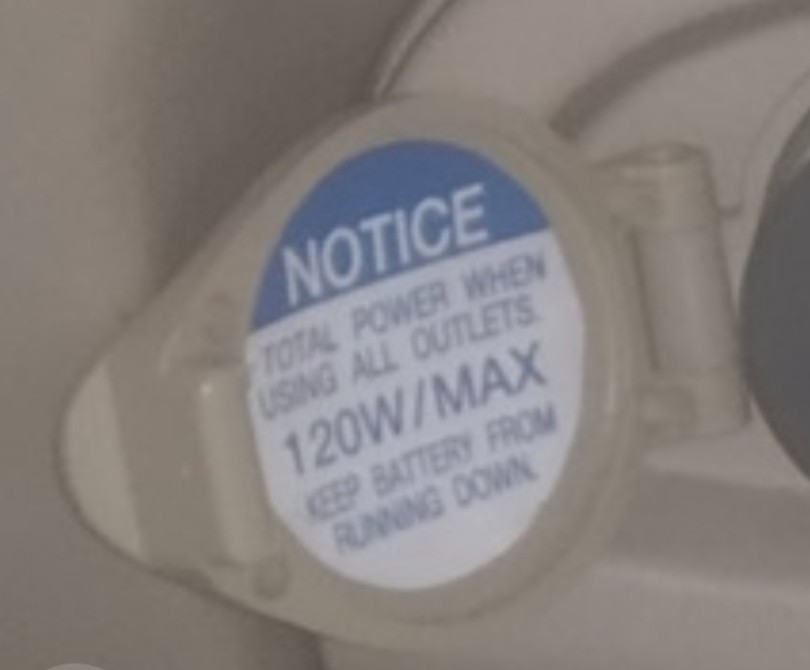 NOTICE
TOTAL POWER WHEN
USING ALL OUTLETS.
120W/MAX
KEEP BATTERY FROM
RUNNING DOWN.